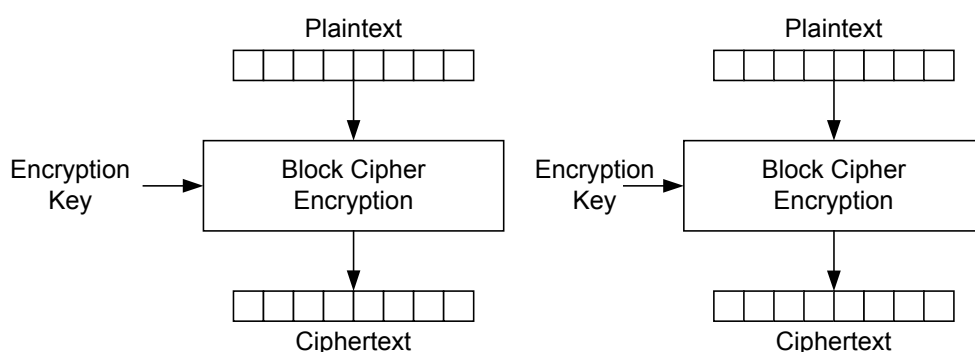 Plaintext
Plaintext
Encryption
Key
Block Cipher
Encryption
Encryption
Key
Block Cipher
Encryption
Ciphertext
Ciphertext